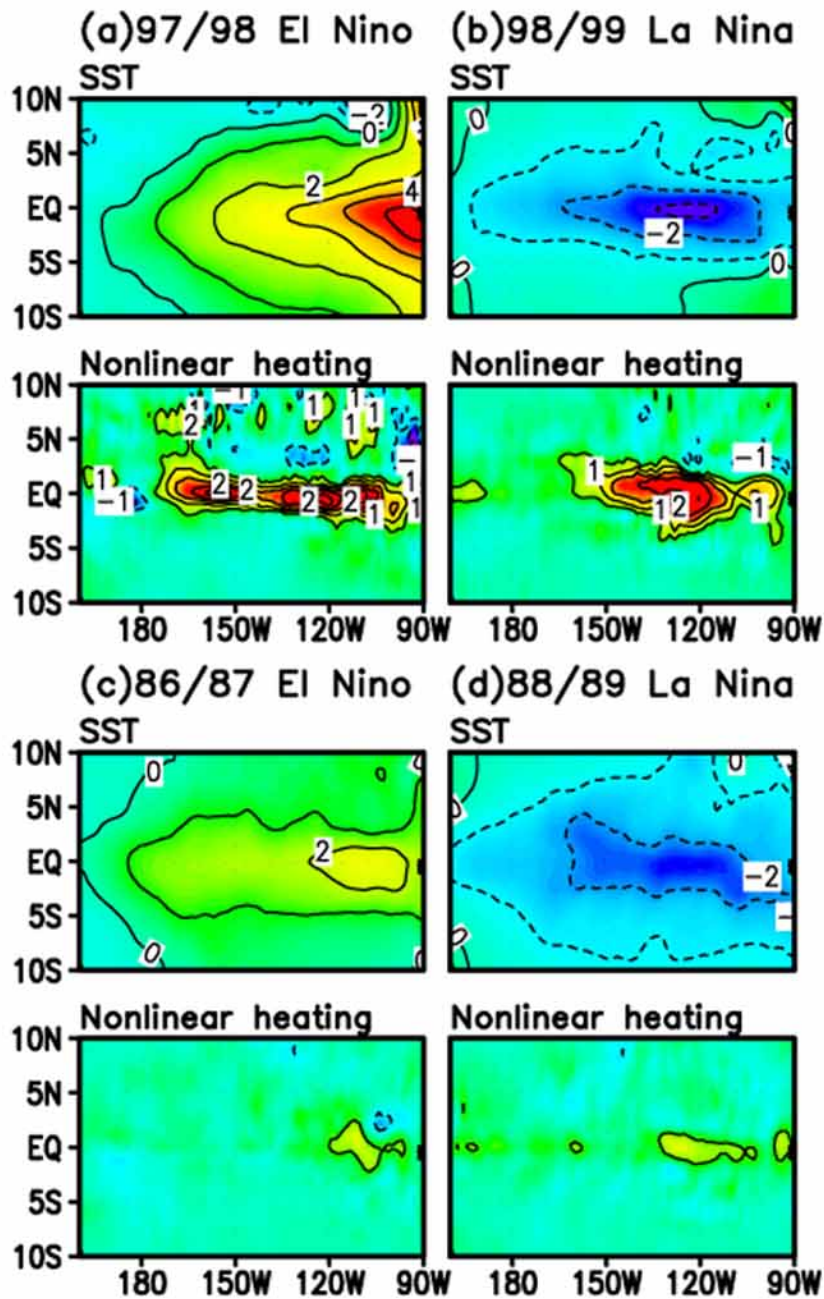 (a)97/98 El Nino (b)98/99 La Nina
SST SST
10N
5N
EQ
5S
10S
-2
0
2
4
0
-2
0
0
Nonlinear heating Nonlinear heating
10N
5N
EQ
5S
10S
1
2
-1
1
1
1
1
-1
2
2
2
2
1
1
1
-1
1
2
1
180 150W 120W 90W 180 150W 120W 90W
(c)86/87 El Nino (d)88/89 La Nina
SST SST
10N
5N
EQ
5S
10S
0
2
0
0
-2
0
Nonlinear heating Nonlinear heating
10N
5N
EQ
5S
10S
180 150W 120W 90W 180 150W 120W 90W